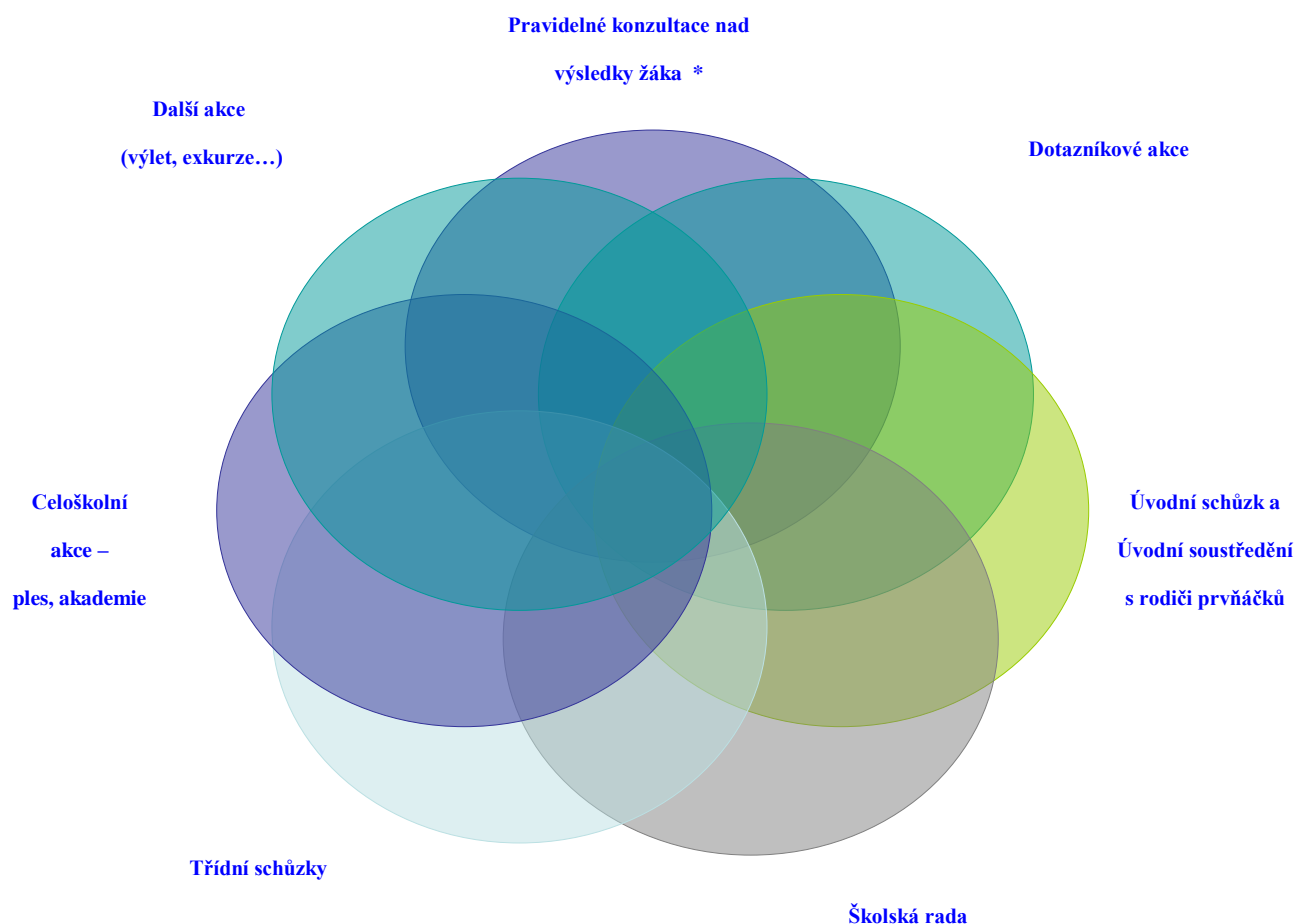 Pravidelné konzultace nad
výsledky žáka *
Další akce
(výlet, exkurze…)
Dotazníkové akce
Celoškolní
akce –
ples, akademie
Úvodní schůzk a
Úvodní soustředění
s rodiči prvňáčků
Třídní schůzky
Školská rada